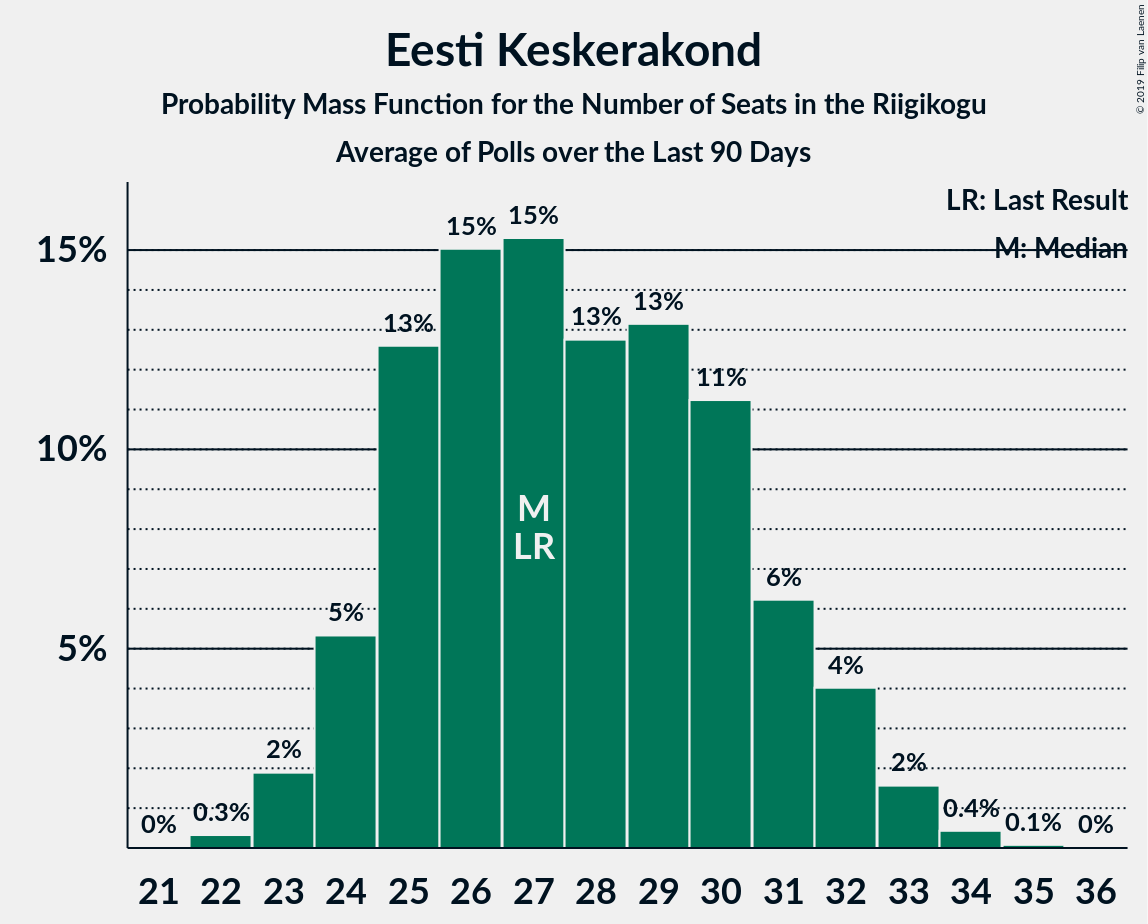 Eesti Keskerakond
Probability Mass Function for the Number of Seats in the Riigikogu
Average of Polls over the Last 90 Days
© 2019 Filip van Laenen
LR: Last Result
M: Median
15%
10%
5%
0%
0.3%
2%
5%
13%
15%
15%
13%
13%
11%
6%
4%
2%
0.4%
0.1%
0%
M
LR
21 22 23 24 25 26 27 28 29 30 31 32 33 34 35 36